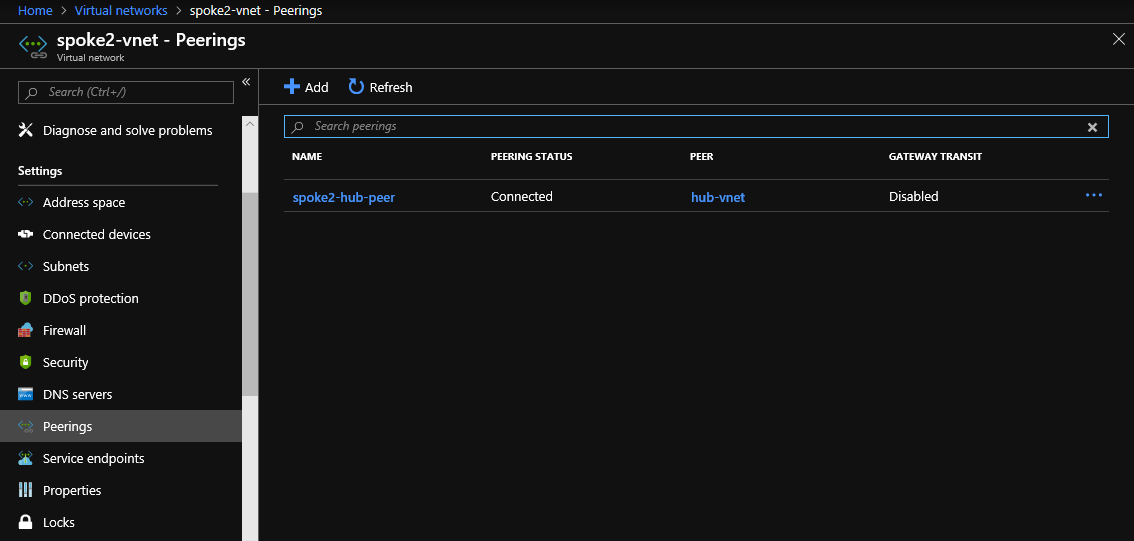 Home > Virtual networks > spoke2-vnet - Peerings
spoke2-vnet - Peerings
Virtual network
Search (Ctrl+/)
«
Diagnose and solve problems
Settings
Address space
Connected devices
Subnets
DDoS protection
Firewall
Security
DNS servers
Peerings
Service endpoints
Properties
Locks
Add Refresh
Search peerings
NAME PEERING STATUS PEER GATEWAY TRANSIT
spoke2-hub-peer Connected hub-vnet Disabled ...